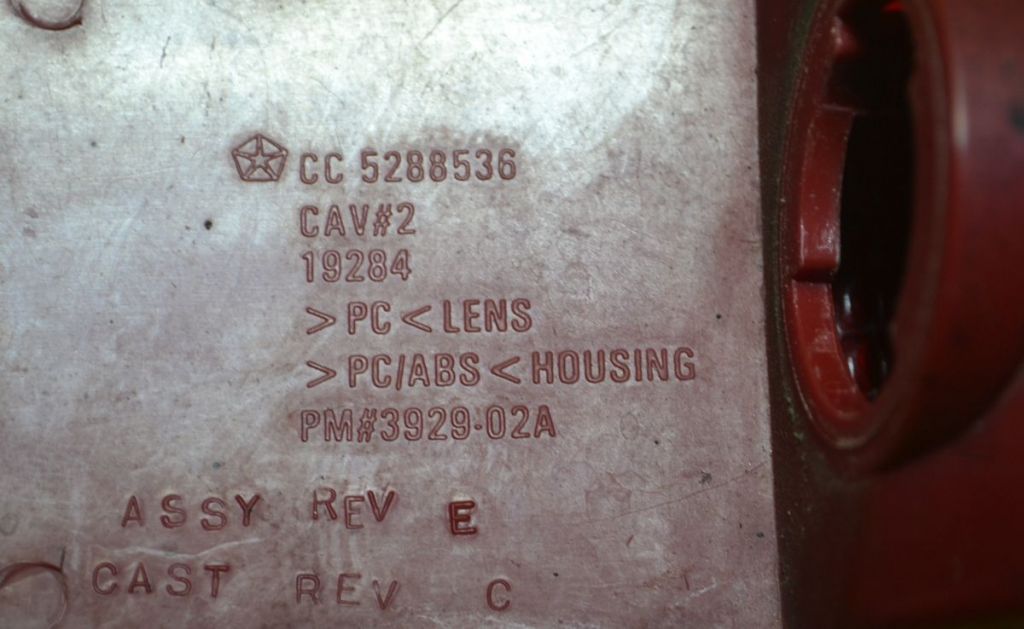 CC 5288536
CAV#2
19284
>PC<LENS
>PC/ABS<HOUSING
PM#3929-02A
ASSY REV E
CAST REV C